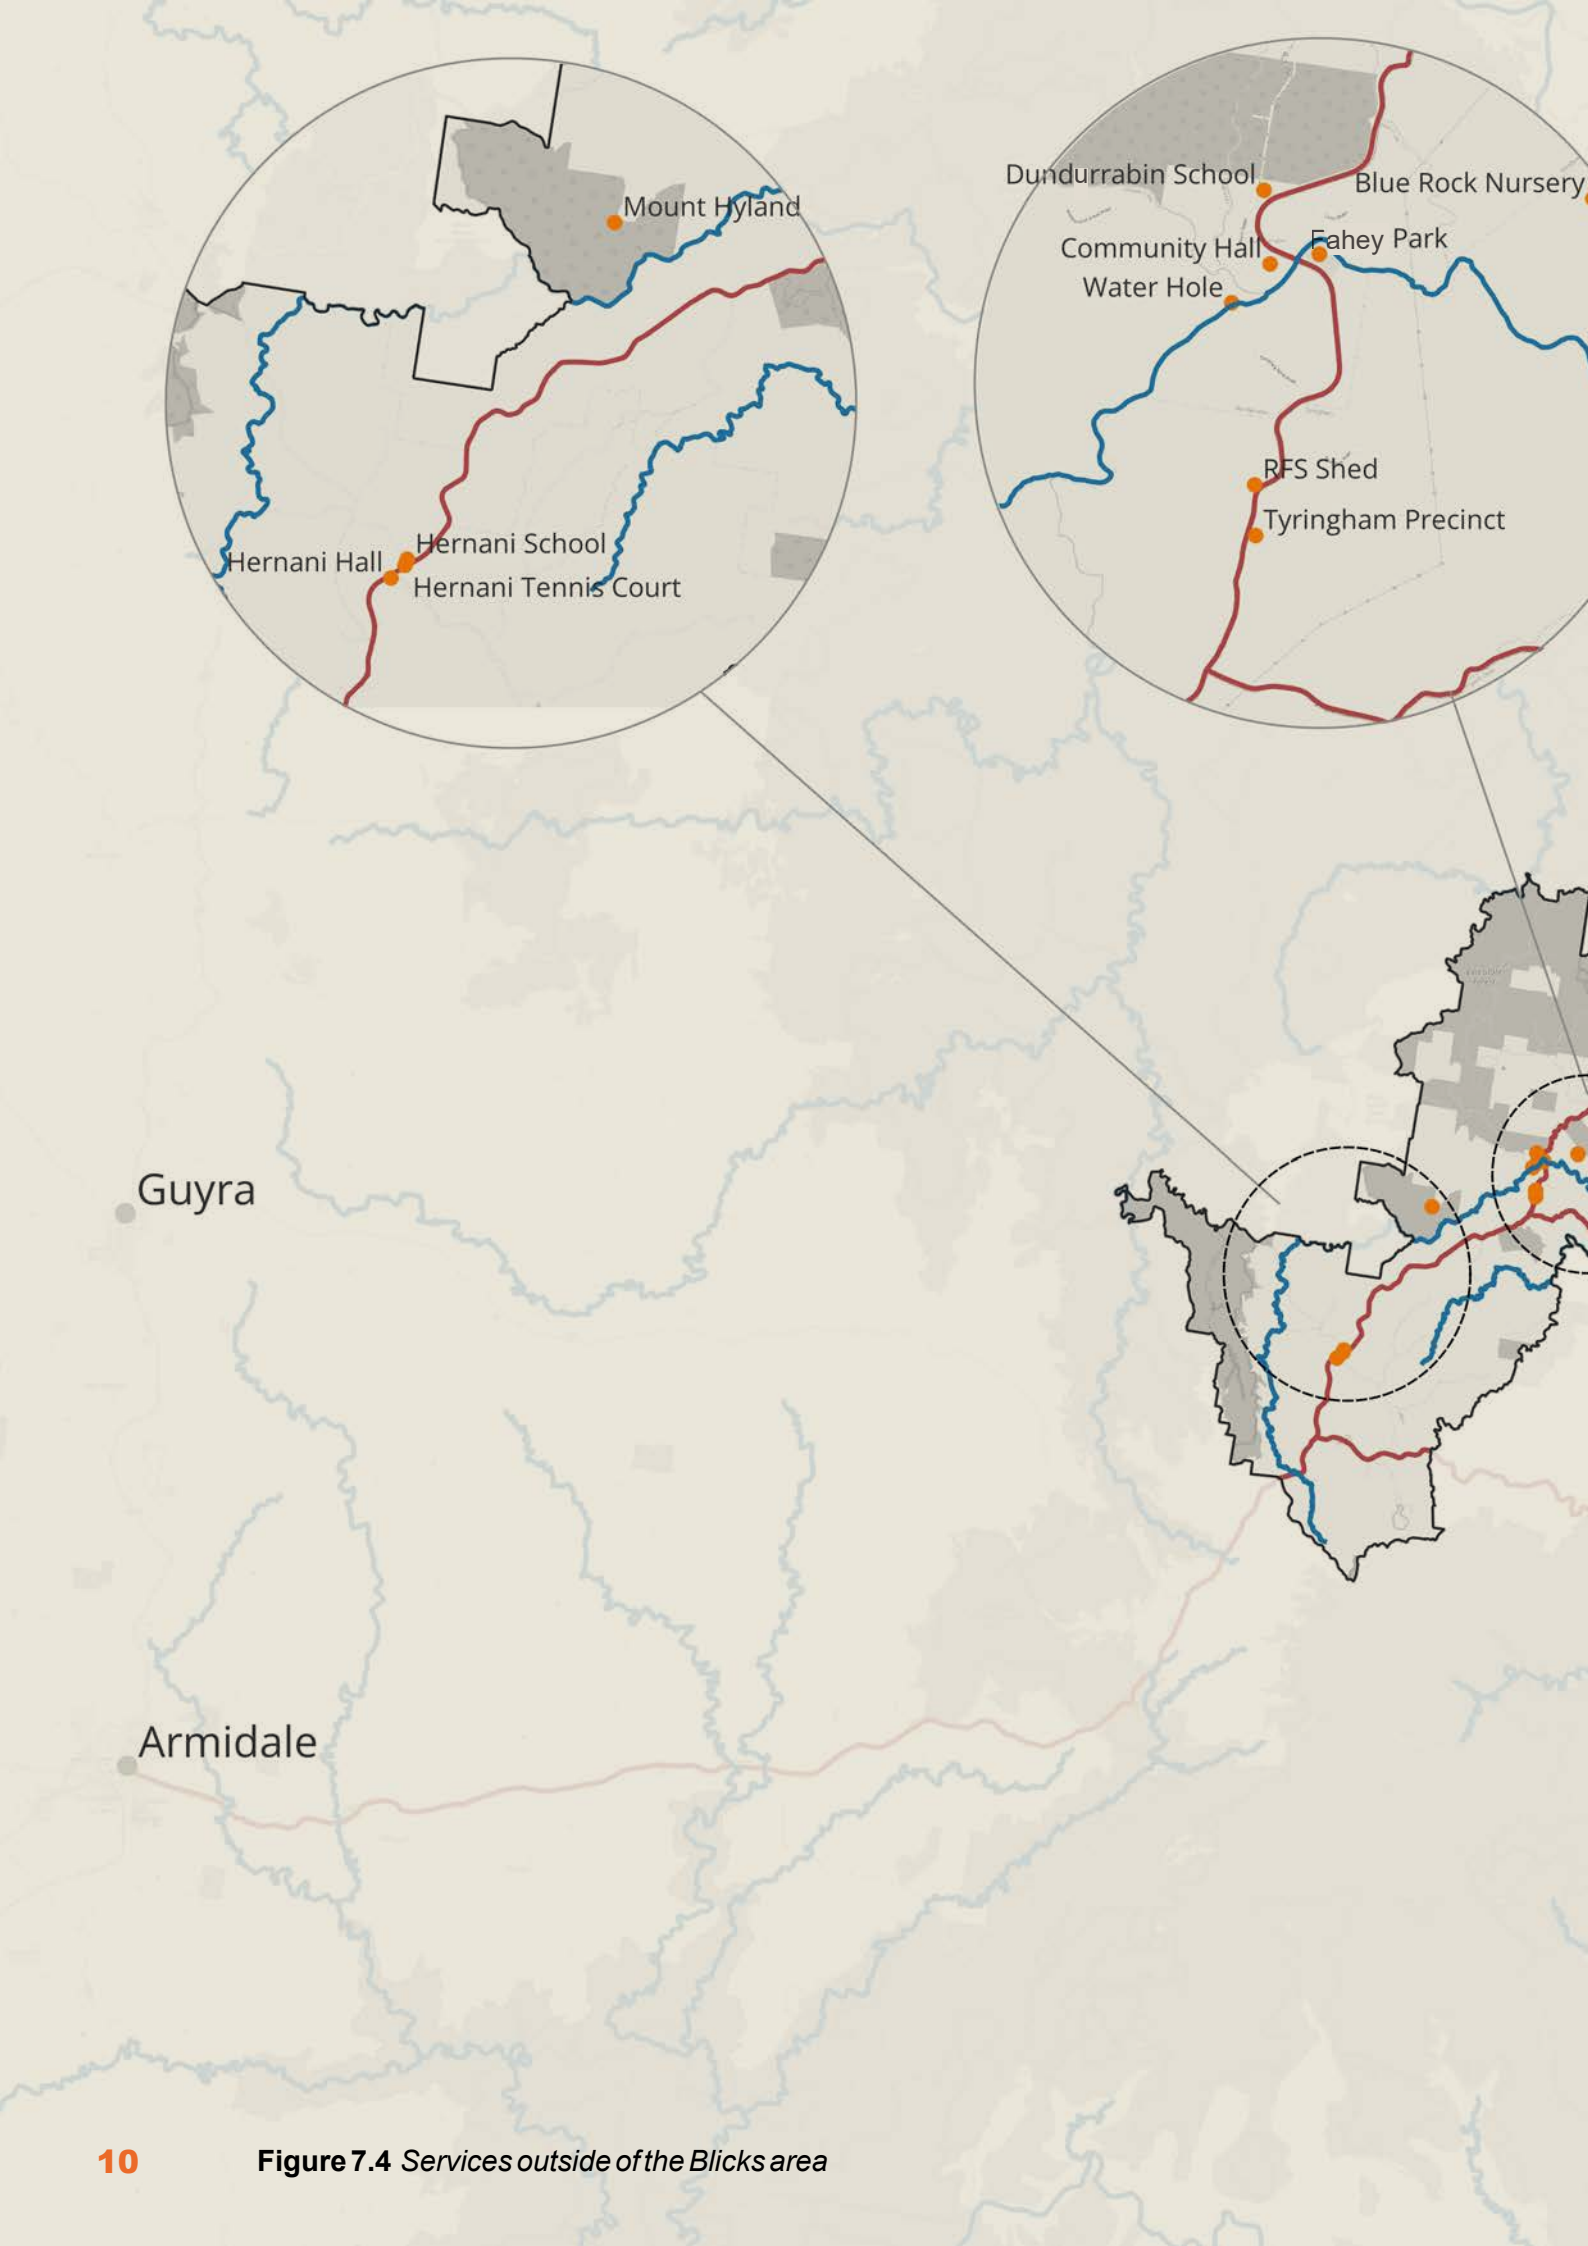 Mount Hyland
Hernani School
Hernani Hall
Hernani Tennis Court
Dundurrabin School
Blue Rock Nursery
Fahey Park
Community Hall
Water Hole
RFS Shed
Tyringham Precinct
Guyra
Armidale
10
Figure 7.4 Services outside of the Blicks area